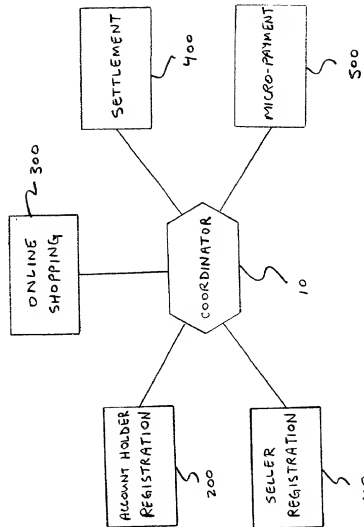 ONLINE
SHOPPING
300
SETTLEMENT
400
COORDINATOR
10
ACCOUNT HOLDER
REGISTRATION
200
SELLER
REGISTRATION
MICRO-PAYMENT
500